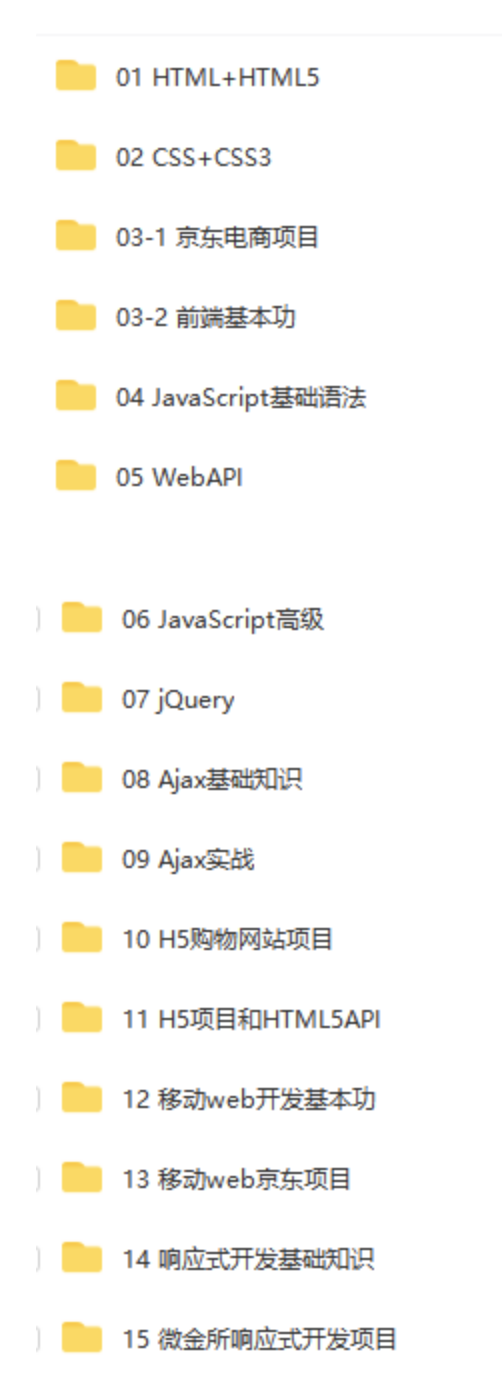 01 HTML+HTML5
02 CSS+CSS3
03-1 京东电商项目
03-2 前端基本功
04 JavaScript基础语法
05 WebAPI
06 JavaScript高级
07 jQuery
08 Ajax基础知识
09 Ajax实战
10 H5购物网站项目
11 H5项目和HTML5API
12 移动web开发基本功
13 移动web京东项目
14 响应式开发基础知识
15 微金所响应式开发项目